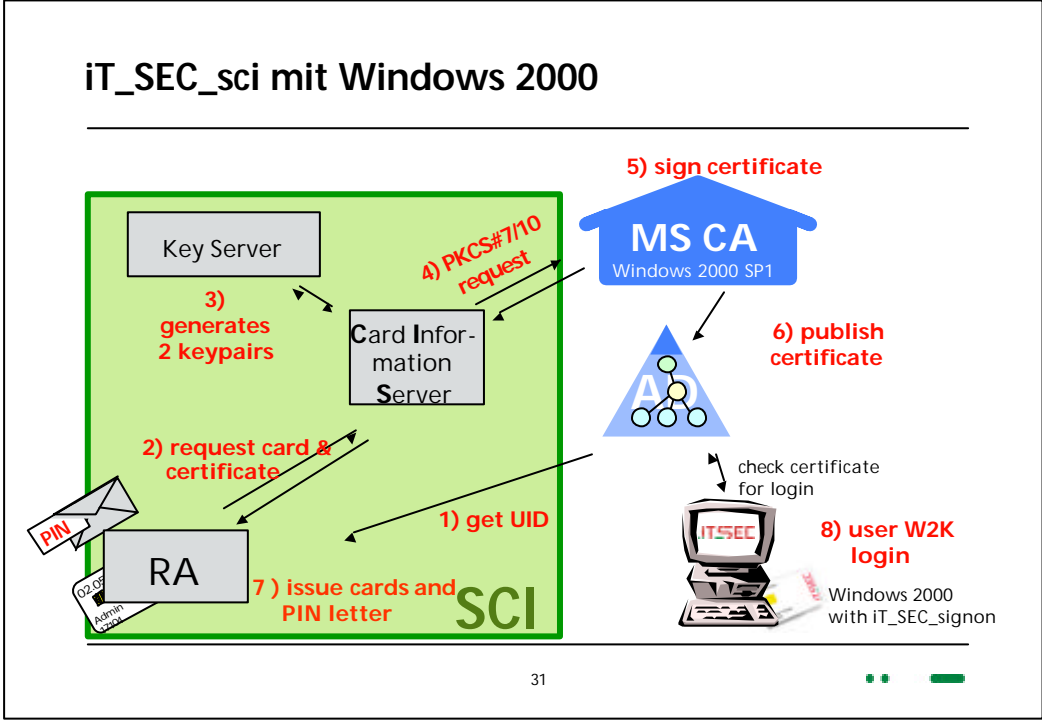 iT_SEC_sci mit Windows 2000
5) sign certificate
MS CA
Windows 2000 SP1
4) PKCS#7/10
request
Key Server
3)
generates
2 keypairs
Card Infor-
mation
Server
6) publish
certificate
AD
2) request card &
certificate
check certificate
for login
1) get UID
PIN
RA
iT_SEC
8) user W2K
login
7 ) issue cards and
PIN letter
SCI
Windows 2000
with iT_SEC_signon
02.05
Admin
31